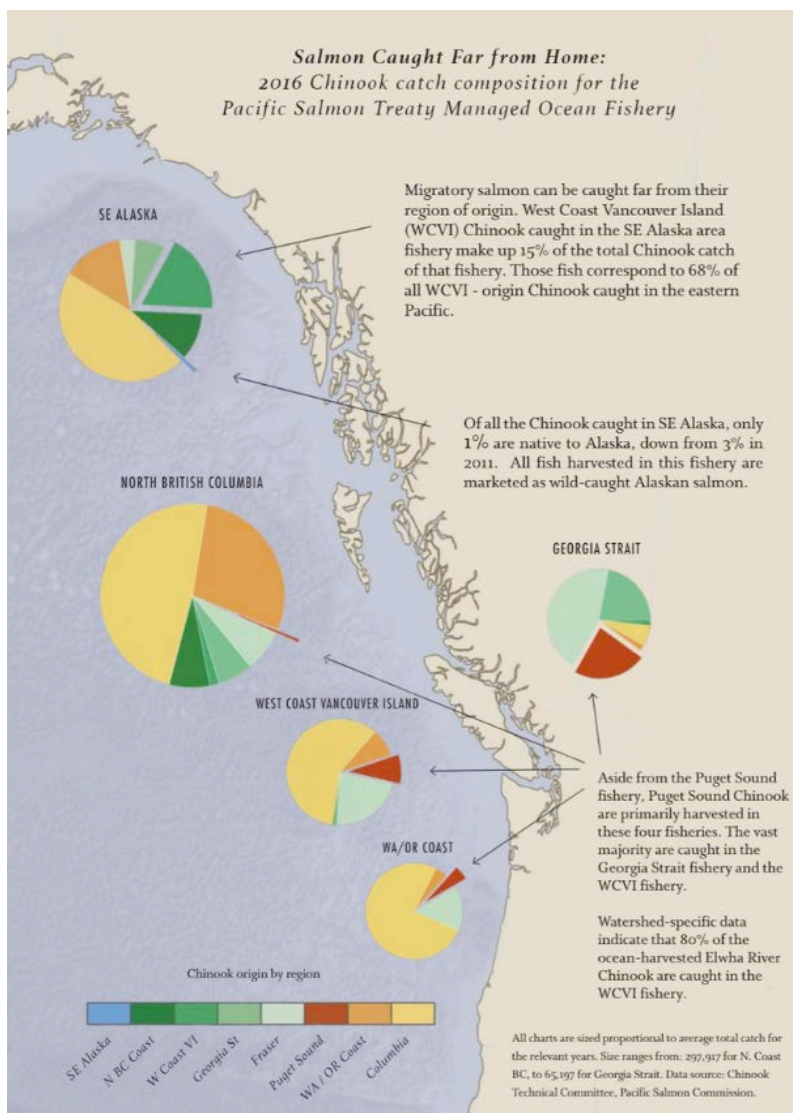 Salmon Caught Far from Home:
2016 Chinook catch composition for the
Pacific Salmon Treaty Managed Ocean Fishery
Migratory salmon can be caught far from their
region of origin. West Coast Vancouver Island
(WCVI) Chinook caught in the SE Alaska area
fishery make up 15% of the total Chinook catch
of that fishery. Those fish correspond to 68% of
all WCVI - origin Chinook caught in the eastern
Pacific.
SE ALASKA
Of all the Chinook caught in SE Alaska, only
1% are native to Alaska, down from 3% in
2011. All fish harvested in this fishery are
marketed as wild-caught Alaskan salmon.
NORTH BRITISH COLUMBIA
GEORGIA STRAIT
WEST COAST VANCOUVER ISLAND
Aside from the Puget Sound
fishery, Puget Sound Chinook
are primarily harvested in
these four fisheries. The vast
majority are caught in the
Georgia Strait fishery and the
WCVI fishery.
WA/OR COAST
Watershed-specific data
indicate that 80% of the
ocean-harvested Elwha River
Chinook are caught in the
WCVI fishery.
Chinook origin by region
SE Alaska
N BC Coast
W Coast VI
Georgia St
Fraser
Puget Sound
WA / OR Coast
Columbia
All charts are sized proportional to average total catch for
the relevant years. Size ranges from: 297,917 for N. Coast
BC, to 65,197 for Georgia Strait. Data source: Chinook
Technical Committee, Pacific Salmon Commission.